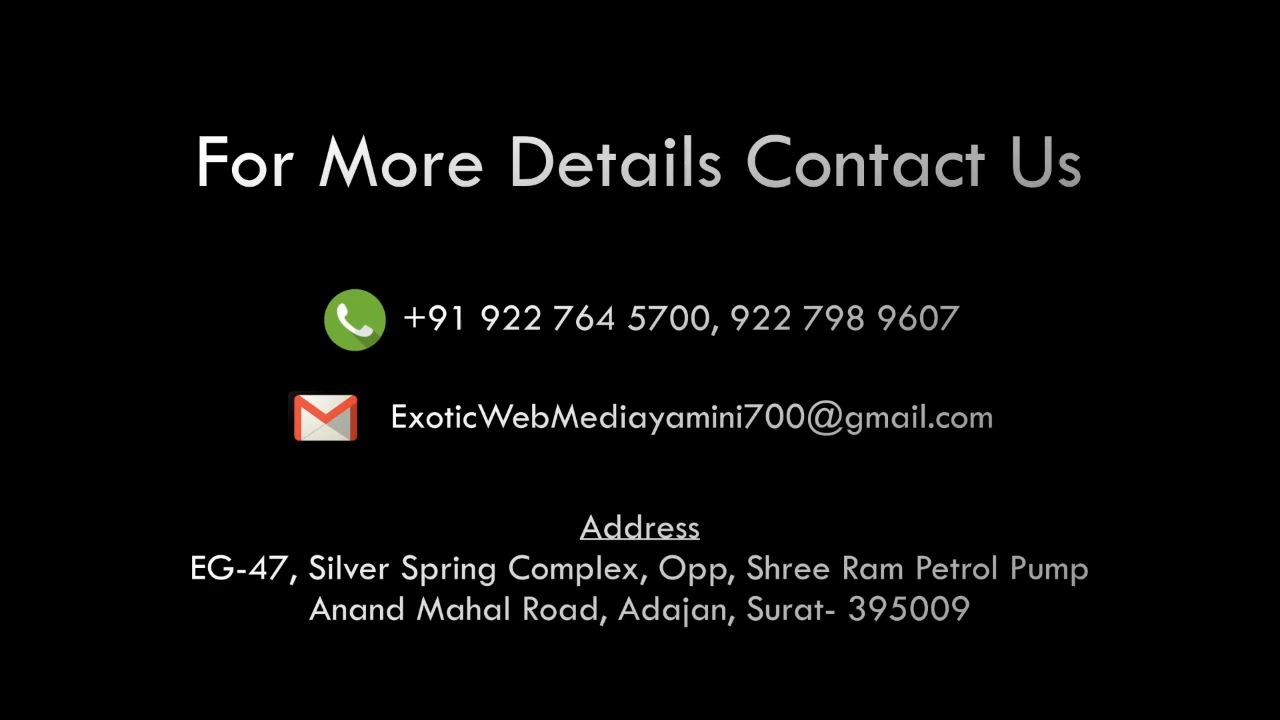 For More Details Contact Us
+91 922 764 5700, 922 798 9607
ExoticWebMediayamini700@gmail.com
Address
EG-47, Silver Spring Complex, Opp, Shree Ram Petrol Pump
Anand Mahal Road, Adajan, Surat- 395009